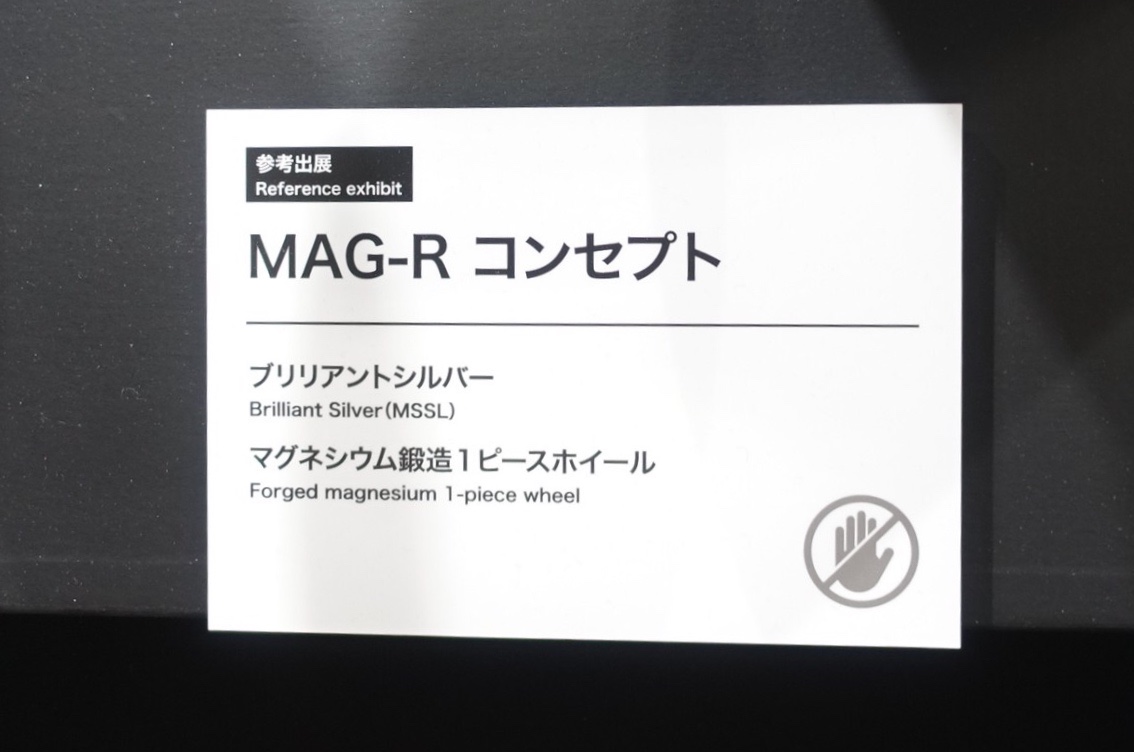 参考出展
Reference exhibit
MAG-R コンセプト
ブリリアントシルバー
Brilliant Silver(MSSL)
マグネシウム鍛造1ピースホイール
Forged magnesium 1-piece wheel